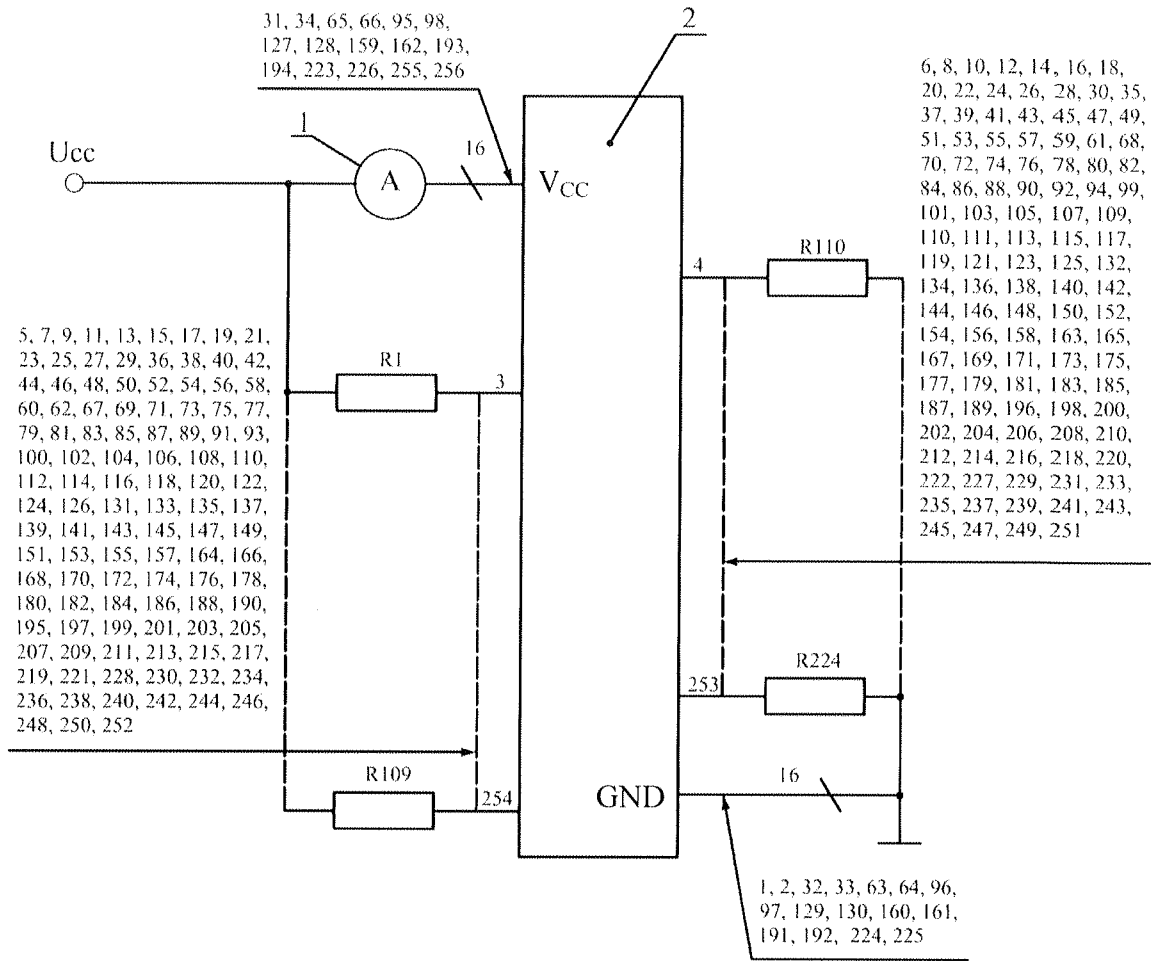 31, 34, 65, 66, 95, 98,
127, 128, 159, 162, 193,
194, 223, 226, 255, 256
2
6, 8, 10, 12, 14, 16, 18,
20, 22, 24, 26, 28, 30, 35,
37, 39, 41, 43, 45, 47, 49,
51, 53, 55, 57, 59, 61, 68,
70, 72, 74, 76, 78, 80, 82,
84, 86, 88, 90, 92, 94, 99,
101, 103, 105, 107, 109,
110, 111, 113, 115, 117,
119, 121, 123, 125, 132,
134, 136, 138, 140, 142,
144, 146, 148, 150, 152,
154, 156, 158, 163, 165,
167, 169, 171, 173, 175,
177, 179, 181, 183, 185,
187, 189, 196, 198, 200,
202, 204, 206, 208, 210,
212, 214, 216, 218, 220,
222, 227, 229, 231, 233,
235, 237, 239, 241, 243,
245, 247, 249, 251
1
Ucc
A
16
VCC
4
R110
5, 7, 9, 11, 13, 15, 17, 19, 21,
23, 25, 27, 29, 36, 38, 40, 42,
44, 46, 48, 50, 52, 54, 56, 58,
60, 62, 67, 69, 71, 73, 75, 77,
79, 81, 83, 85, 87, 89, 91, 93,
100, 102, 104, 106, 108, 110,
112, 114, 116, 118, 120, 122,
124, 126, 131, 133, 135, 137,
139, 141, 143, 145, 147, 149,
151, 153, 155, 157, 164, 166,
168, 170, 172, 174, 176, 178,
180, 182, 184, 186, 188, 190,
195, 197, 199, 201, 203, 205,
207, 209, 211, 213, 215, 217,
219, 221, 228, 230, 232, 234,
236, 238, 240, 242, 244, 246,
248, 250, 252
R1
3
253
R224
R109
254
GND
16
1, 2, 32, 33, 63, 64, 96,
97, 129, 130, 160, 161,
191, 192, 224, 225